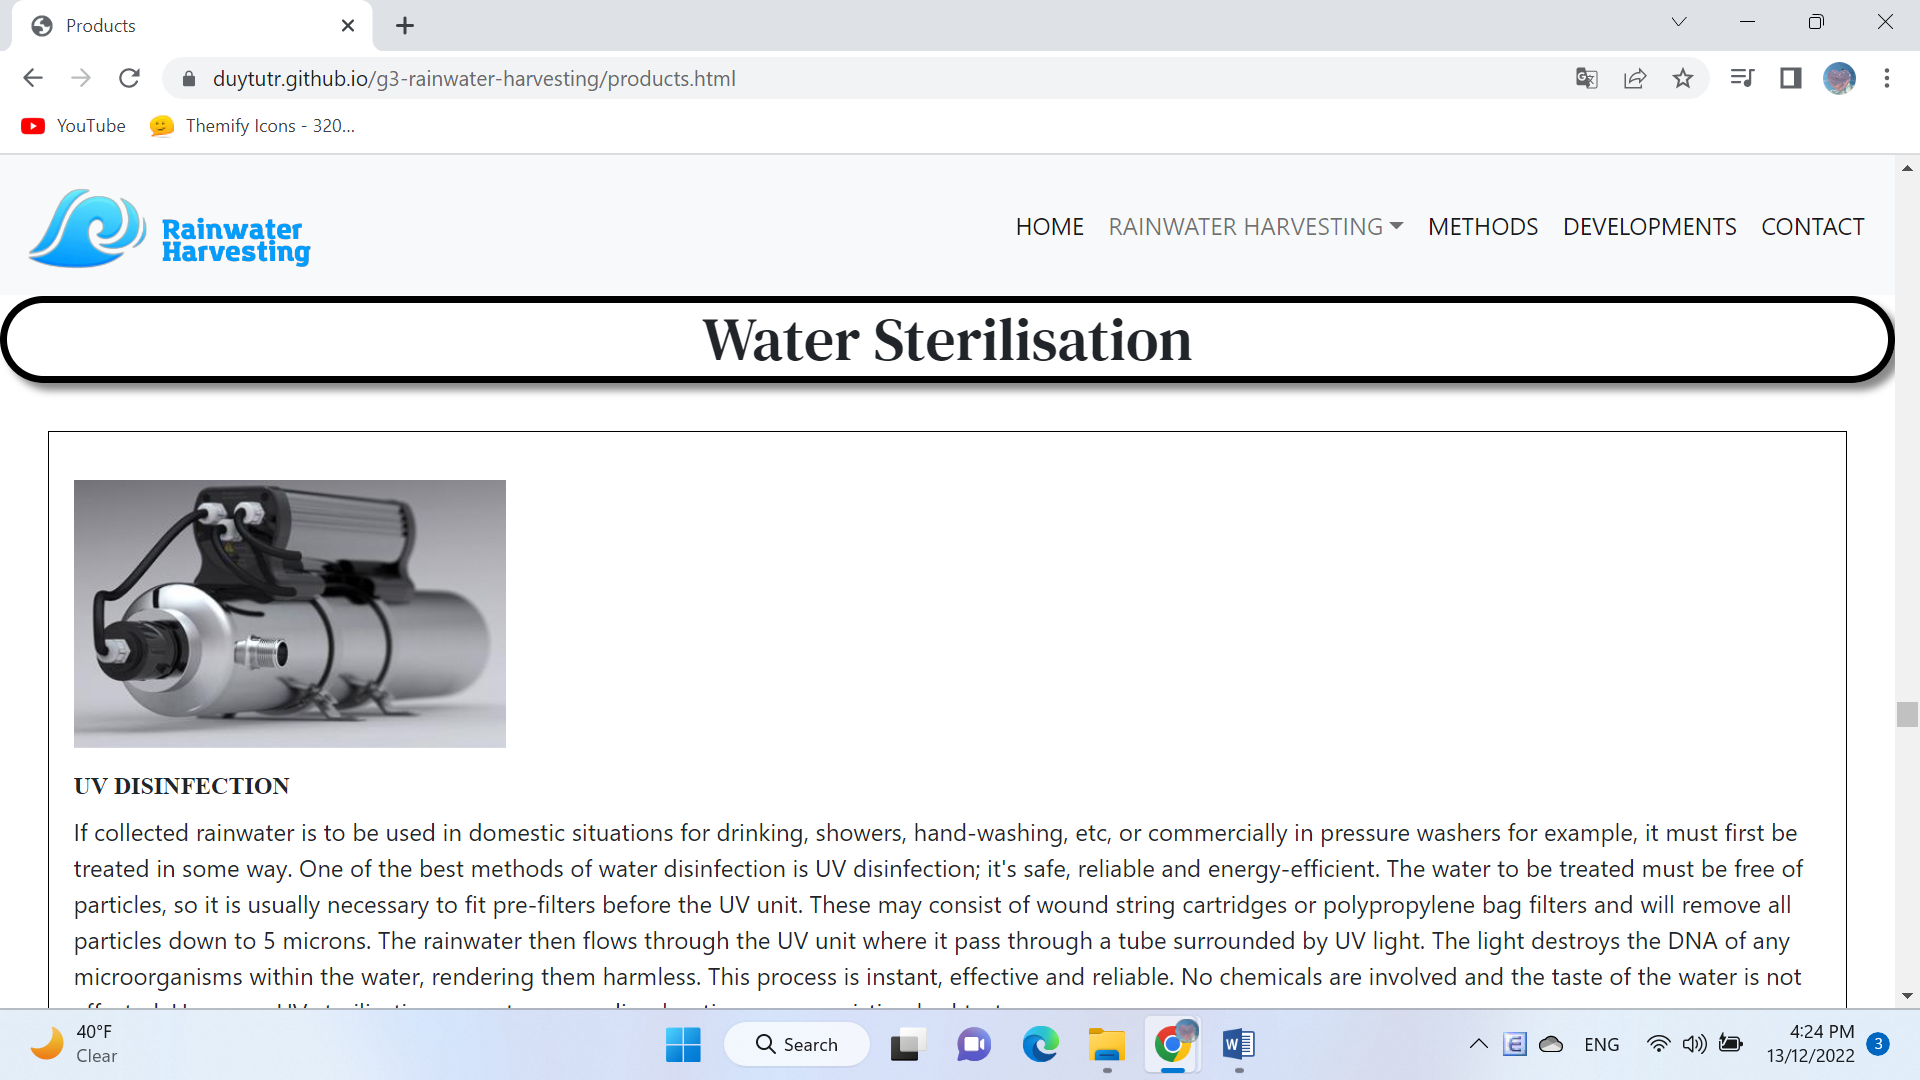 Products
duytutr.github.io/g3-rainwater-harvesting/products.html
YouTube
Themify Icons - 320...
Rainwater
Harvesting
HOME RAINWATER HARVESTING METHODS DEVELOPMENTS CONTACT
Water Sterilisation
UV DISINFECTION
If collected rainwater is to be used in domestic situations for drinking, showers, hand-washing, etc, or commercially in pressure washers for example, it must first be
treated in some way. One of the best methods of water disinfection is UV disinfection; it's safe, reliable and energy-efficient. The water to be treated must be free of
particles, so it is usually necessary to fit pre-filters before the UV unit. These may consist of wound string cartridges or polypropylene bag filters and will remove all
particles down to 5 microns. The rainwater then flows through the UV unit where it pass through a tube surrounded by UV light. The light destroys the DNA of any
microorganisms within the water, rendering them harmless. This process is instant, effective and reliable. No chemicals are involved and the taste of the water is not
40°F
Clear
Search
ENG
4:24 PM
13/12/2022
3